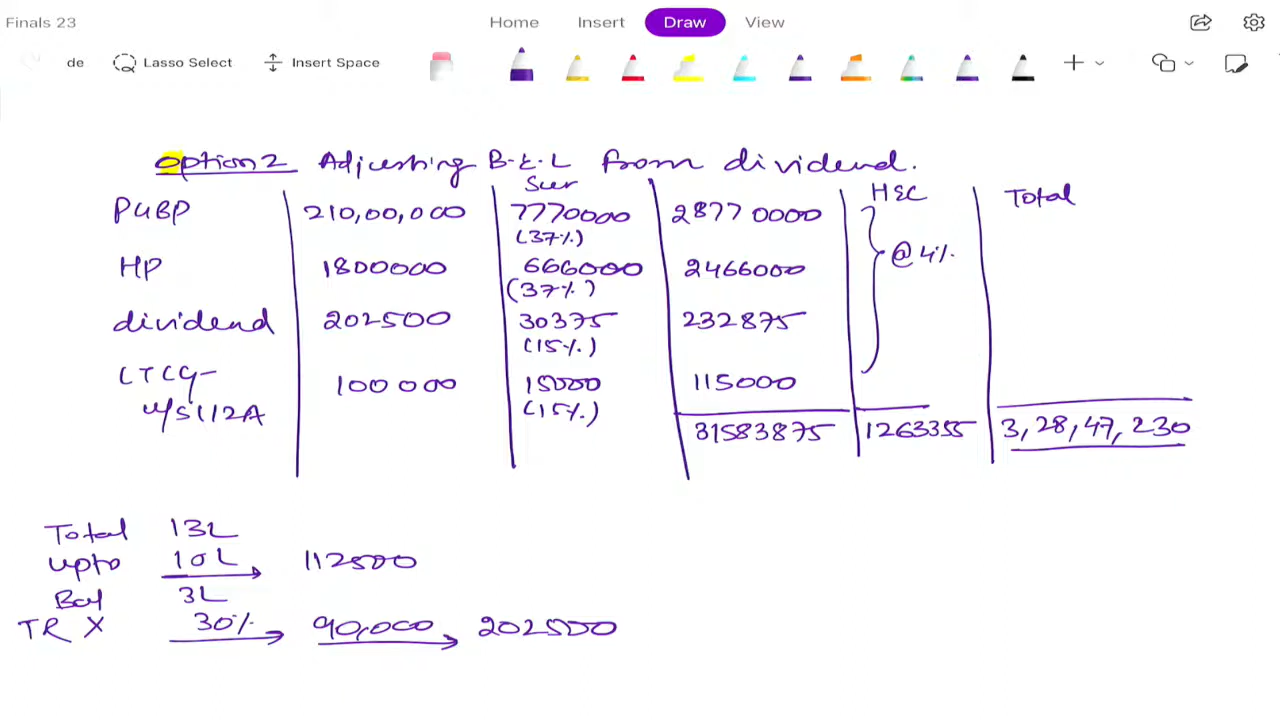 Finals 23
Home Insert Draw View
de Lasso Select Insert Space
Option 2 Adjusting B.E.L from dividend.
Sur HEC Total
PGBP 210,00,000 7770000 28770000
(37%) @ 4%
HP 1800000 666000 2466000
(37%)
dividend 202500 30375 232875
(15%)
LTCG 100000 15000 115000
u/s 112A (15%)
31583875 1263355 3,28,47,230
Total 13L
upto 10L 112500
Bal 3L
TR X 30% 90,000 202500